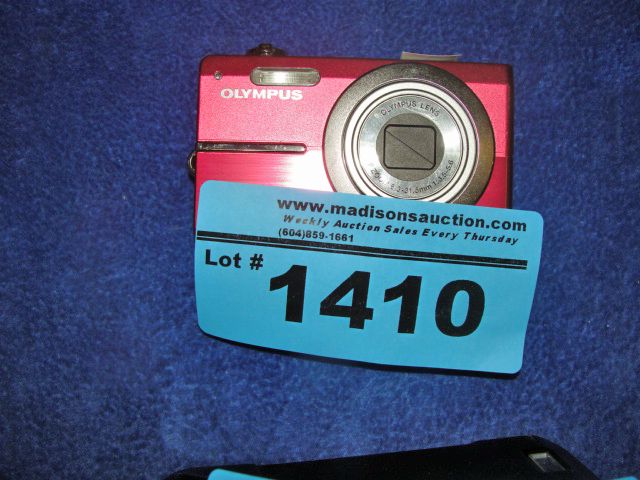 OLYMPUS
OLYMPUS LENS
www.madisonsauction.com
Weekly Auction Sales Every Thursday
(604)859-1661
Lot # 1410